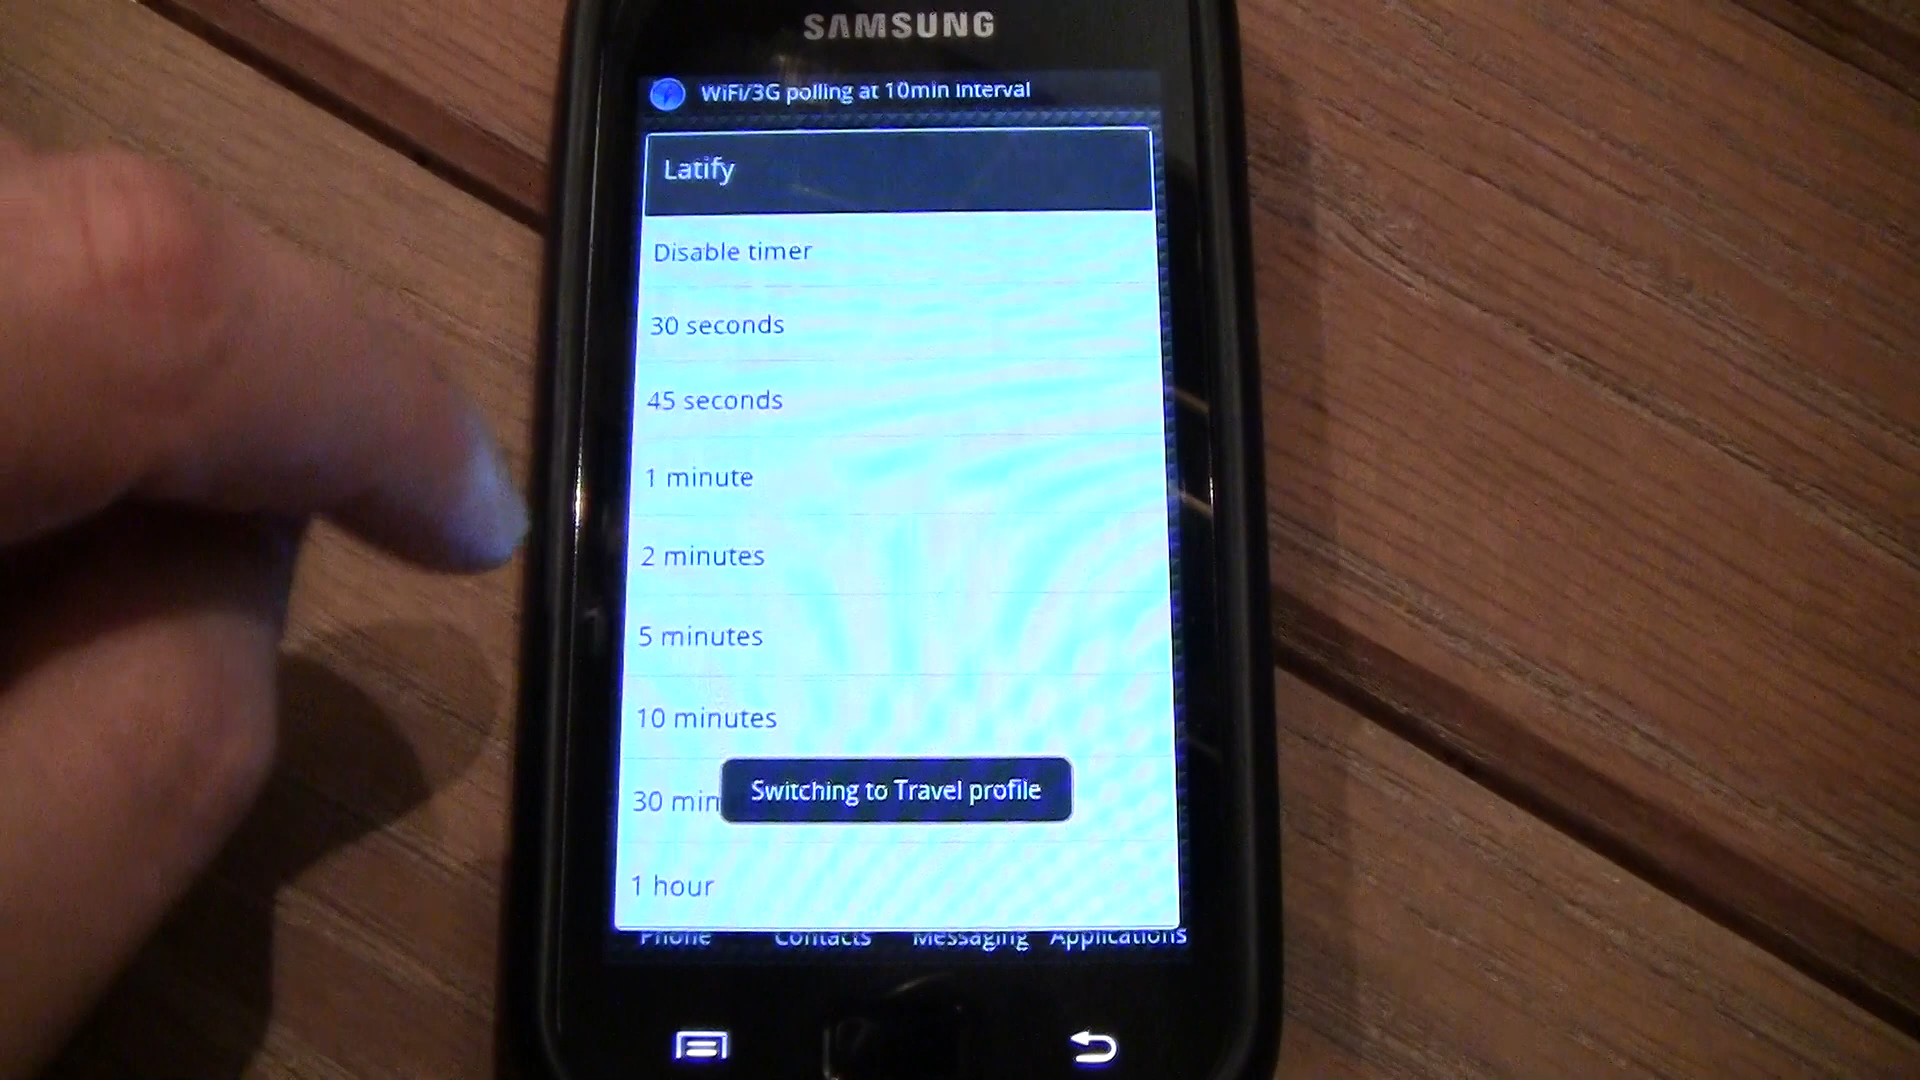 SAMSUNG
WiFi/3G polling at 10min interval
Latify
Disable timer
30 seconds
45 seconds
1 minute
2 minutes
5 minutes
10 minutes
Switching to Travel profile
30 min
1 hour
Phone Contacts Messaging Applications